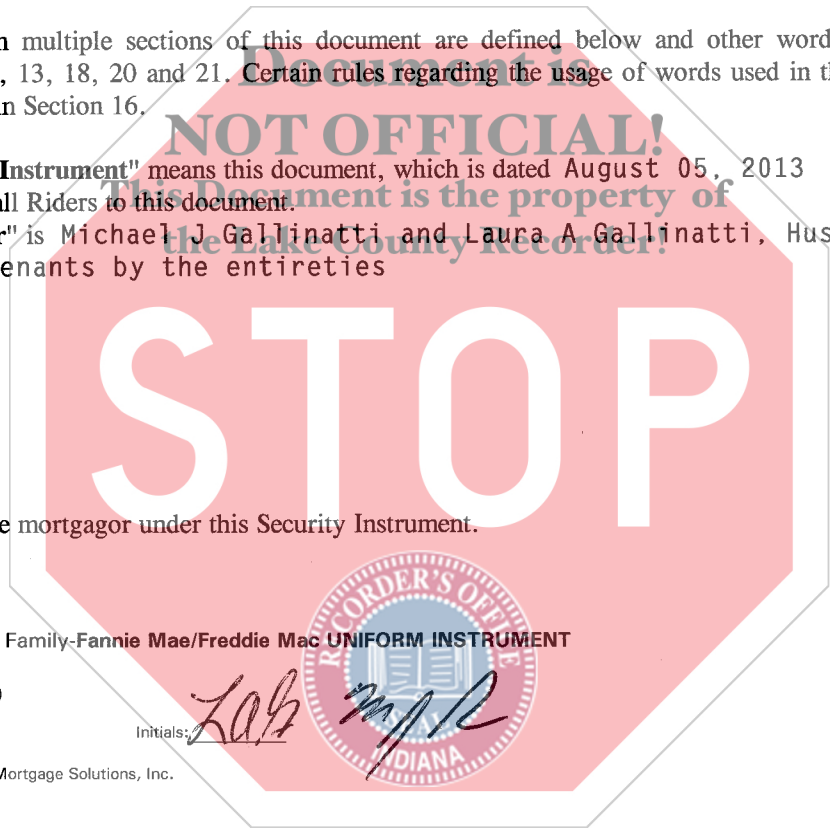 n multiple sections of this document are defined below and other word
, 13, 18, 20 and 21. Certain rules regarding the usage of words used in th
n Section 16.
Document is
NOT OFFICIAL!
This Document is the property of
the Lake County Recorder!
Instrument" means this document, which is dated August 05, 2013
all Riders to this document.
r" is Michael J Gallinatti and Laura A Gallinatti, Hus
enants by the entireties
STOP
e mortgagor under this Security Instrument.
Family-Fannie Mae/Freddie Mac UNIFORM INSTRUMENT
RECORDER'S OFFICE
SEAL
INDIANA
Initials: LAG MJG
Mortgage Solutions, Inc.